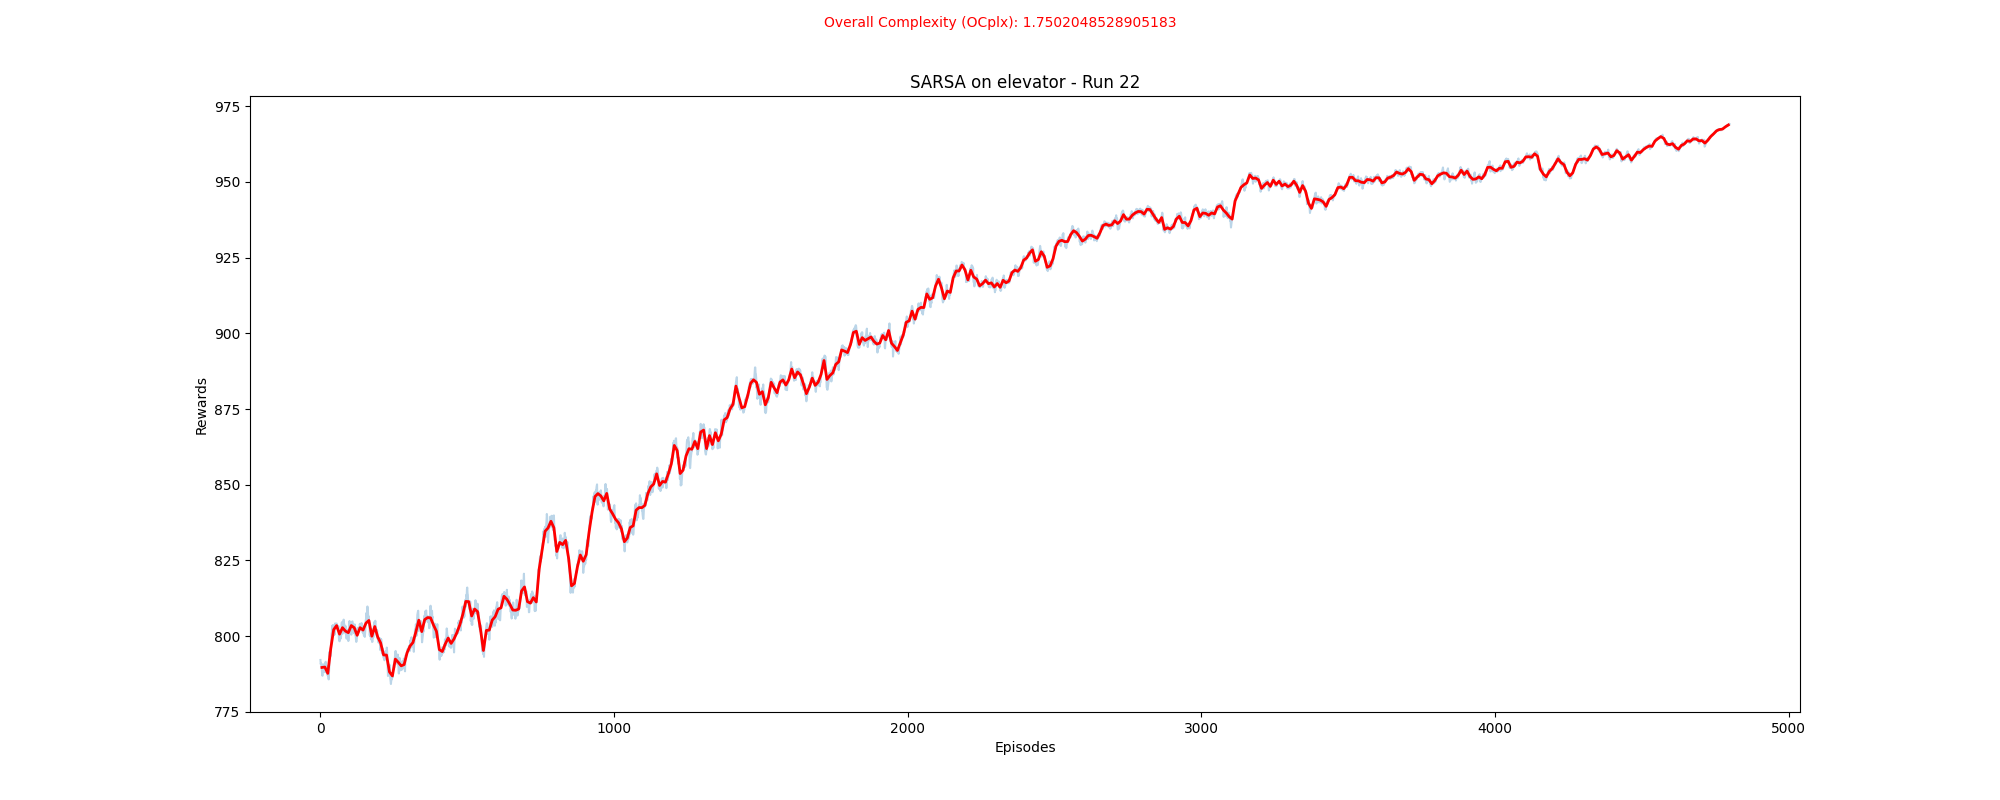 Overall Complexity (OCplx): 1.7502048528905183
SARSA on elevator - Run 22
975
950
925
900
875
850
825
800
775
Rewards
0 1000 2000 3000 4000 5000
Episodes